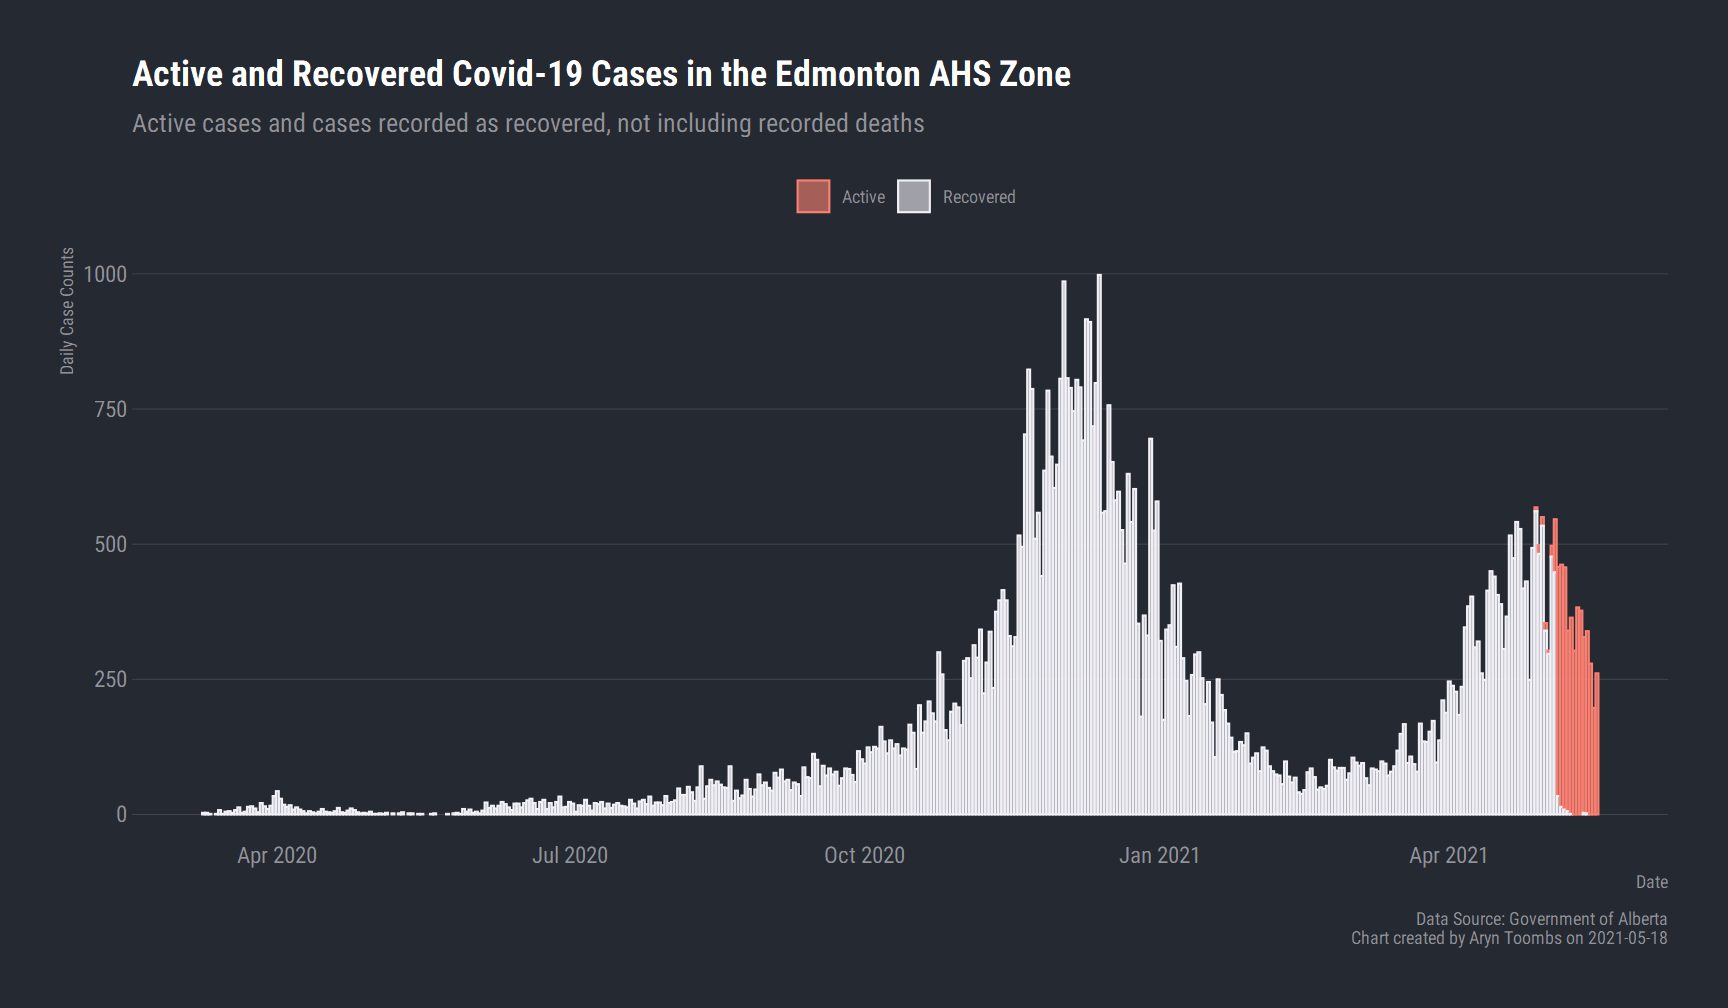 Active and Recovered Covid-19 Cases in the Edmonton AHS Zone
Active cases and cases recorded as recovered, not including recorded deaths
Active Recovered
Daily Case Counts
1000
750
500
250
0
Apr 2020 Jul 2020 Oct 2020 Jan 2021 Apr 2021
Date
Data Source: Government of Alberta
Chart created by Aryn Toombs on 2021-05-18